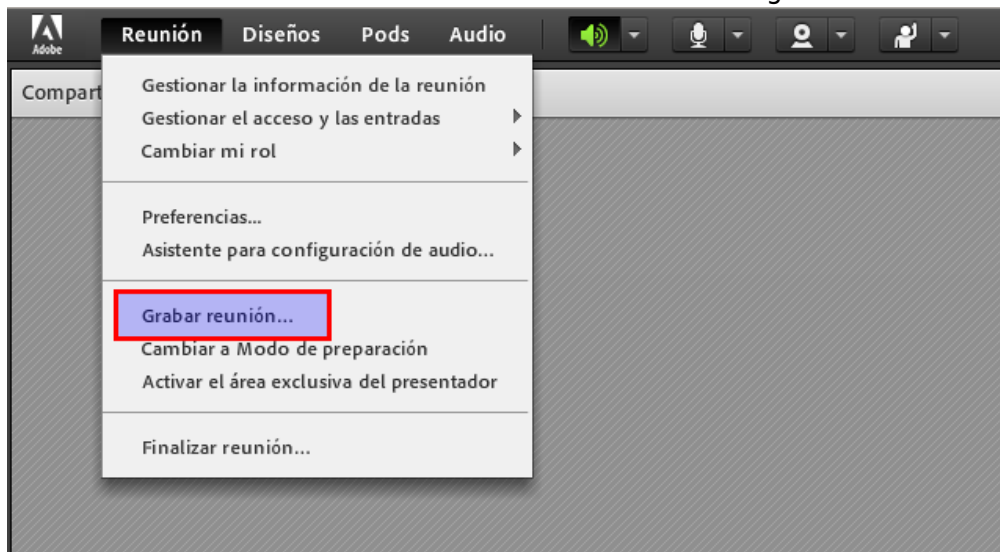 Adobe
Reunión Diseños Pods Audio
Compart
Gestionar la información de la reunión
Gestionar el acceso y las entradas
Cambiar mi rol
Preferencias...
Asistente para configuración de audio...
Grabar reunión...
Cambiar a Modo de preparación
Activar el área exclusiva del presentador
Finalizar reunión...